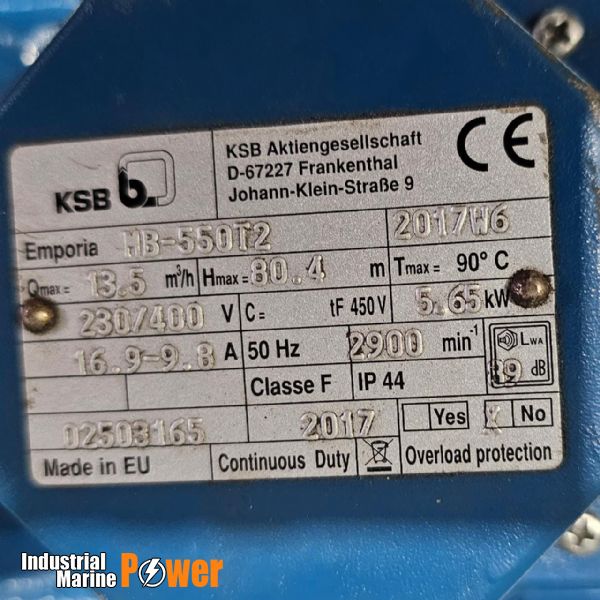 KSB b.
KSB Aktiengesellschaft
D-67227 Frankenthal
Johann-Klein-Straße 9
CE
Emporia MB-550T2 2017W6
Qmax = 13.5 m³/h Hmax= 80.4 m Tmax = 90° C
230/400 V C= tF 450 V 5.65 kW
16.9-9.8 A 50 Hz 2900 min⁻¹ LWA
dB
Classe F IP 44
02503165 2017 Yes X No
Made in EU Continuous Duty Overload protection
Industrial
Marine Power